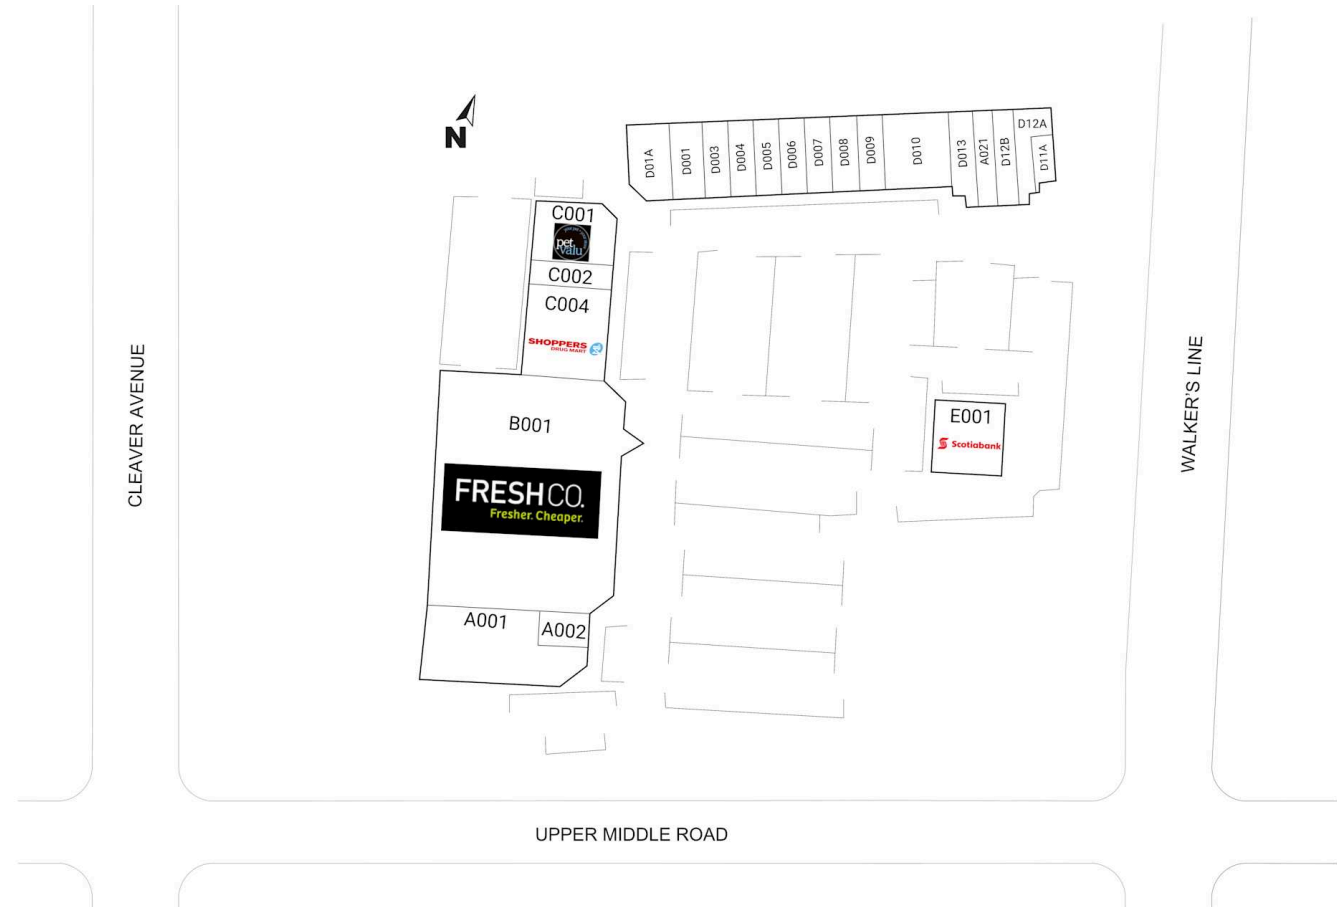 N
D01A
D001
D003
D004
D005
D006
D007
D008
D009
D010
D013
A021
D12B
D12A
D11A
C001
pet
valu
C002
C004
SHOPPERS
DRUG MART
B001
FRESHCO.
Fresher. Cheaper.
A001
A002
E001
Scotiabank
CLEAVER AVENUE
WALKER'S LINE
UPPER MIDDLE ROAD